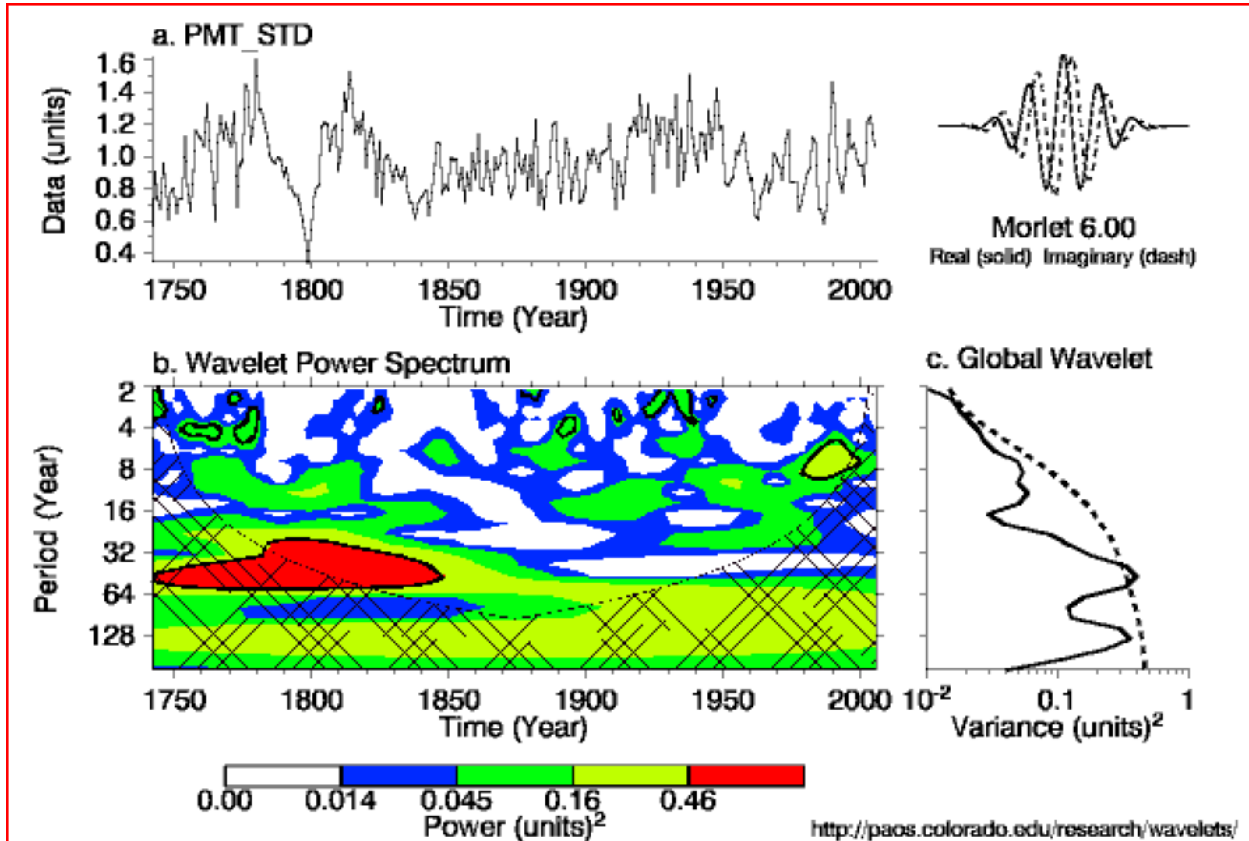 a. PMT_STD
Data (units)
1.6
1.4
1.2
1.0
0.8
0.6
0.4
1750 1800 1850 1900 1950 2000
Time (Year)
Morlet 6.00
Real (solid) Imaginary (dash)
b. Wavelet Power Spectrum
Period (Year)
2
4
8
16
32
64
128
1750 1800 1850 1900 1950 2000
Time (Year)
c. Global Wavelet
10-2 0.1 1
Variance (units)2
0.00 0.014 0.045 0.16 0.46
Power (units)2
http://paos.colorado.edu/research/wavelets/